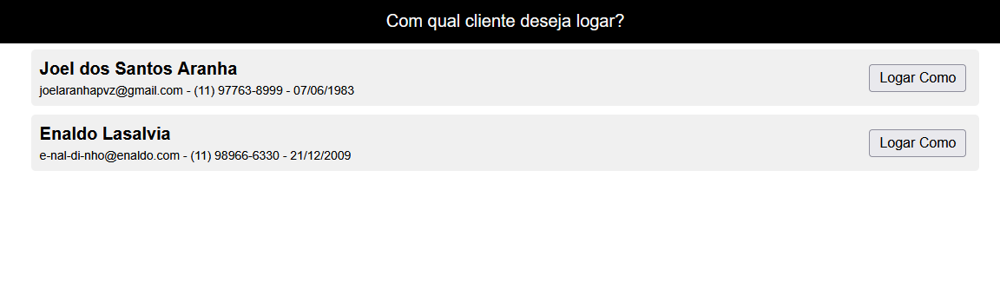 Com qual cliente deseja logar?
Joel dos Santos Aranha
joelaranhapvz@gmail.com - (11) 97763-8999 - 07/06/1983
Logar Como
Enaldo Lasalvia
e-nal-di-nho@enaldo.com - (11) 98966-6330 - 21/12/2009
Logar Como